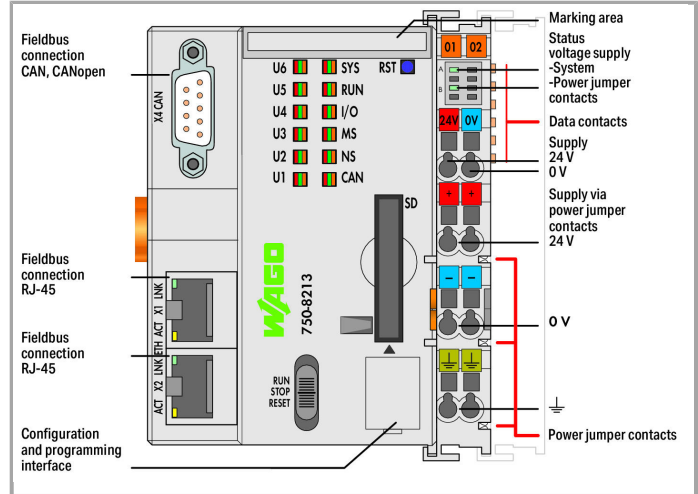 Fieldbus
connection
CAN, CANopen
Fieldbus
connection
RJ-45
Fieldbus
connection
RJ-45
Configuration
and programming
interface
X4 CAN
U6 SYS RST
U5 RUN
U4 I/O
U3 MS
U2 NS
U1 CAN
SD
WAGO
750-8213
ACT X1 LNK
ETH
ACT X2 LNK
RUN
STOP
RESET
01 02
A
B
24V 0V
+ +
− −
Marking area
Status
voltage supply
-System
-Power jumper
contacts
Data contacts
Supply
24 V
0 V
Supply via
power jumper
contacts
24 V
0 V
Power jumper contacts